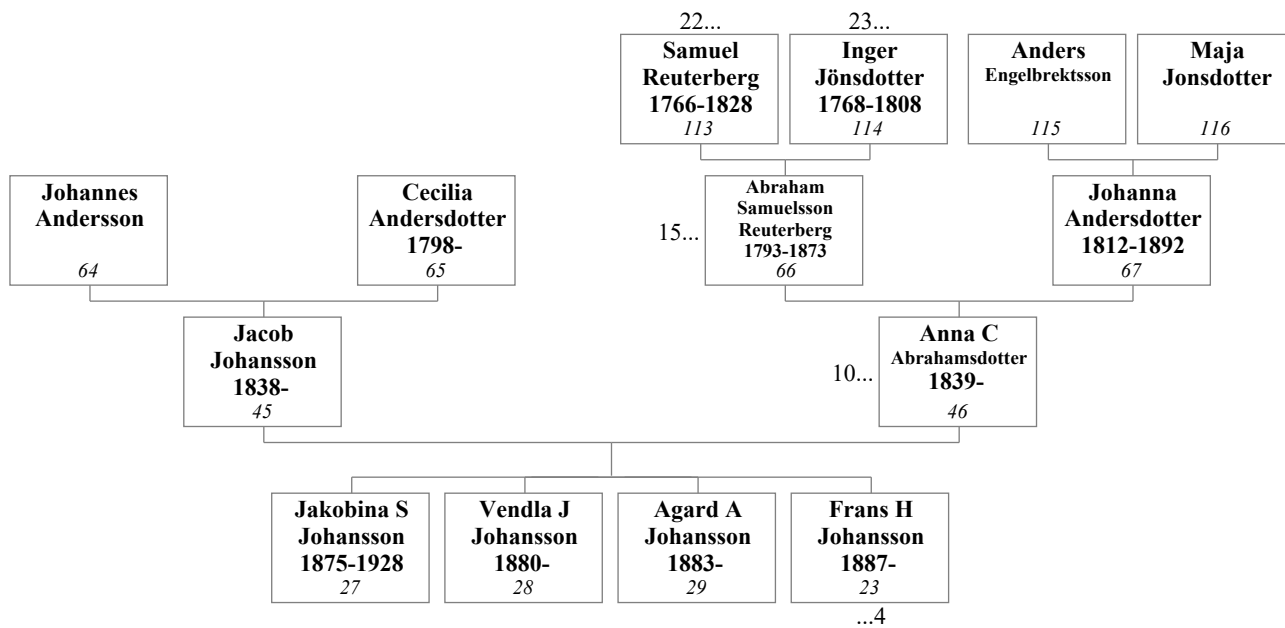 22...
23...
Samuel
Reuterberg
1766-1828
113
Inger
Jönsdotter
1768-1808
114
Anders
Engelbrektsson
115
Maja
Jonsdotter
116
Johannes
Andersson
64
Cecilia
Andersdotter
1798-
65
15...
Abraham
Samuelsson
Reuterberg
1793-1873
66
Johanna
Andersdotter
1812-1892
67
Jacob
Johansson
1838-
45
10...
Anna C
Abrahamsdotter
1839-
46
Jakobina S
Johansson
1875-1928
27
Vendla J
Johansson
1880-
28
Agard A
Johansson
1883-
29
Frans H
Johansson
1887-
23
...4